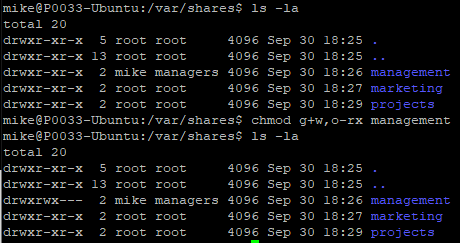 mike@P0033-Ubuntu:/var/shares$ ls -la
total 20
drwxr-xr-x  5 root root     4096 Sep 30 18:25 .
drwxr-xr-x 13 root root     4096 Sep 30 18:25 ..
drwxr-xr-x  2 mike managers 4096 Sep 30 18:26 management
drwxr-xr-x  2 root root     4096 Sep 30 18:27 marketing
drwxr-xr-x  2 root root     4096 Sep 30 18:29 projects
mike@P0033-Ubuntu:/var/shares$ chmod g+w,o-rx management
mike@P0033-Ubuntu:/var/shares$ ls -la
total 20
drwxr-xr-x  5 root root     4096 Sep 30 18:25 .
drwxr-xr-x 13 root root     4096 Sep 30 18:25 ..
drwxrwx---  2 mike managers 4096 Sep 30 18:26 management
drwxr-xr-x  2 root root     4096 Sep 30 18:27 marketing
drwxr-xr-x  2 root root     4096 Sep 30 18:29 projects